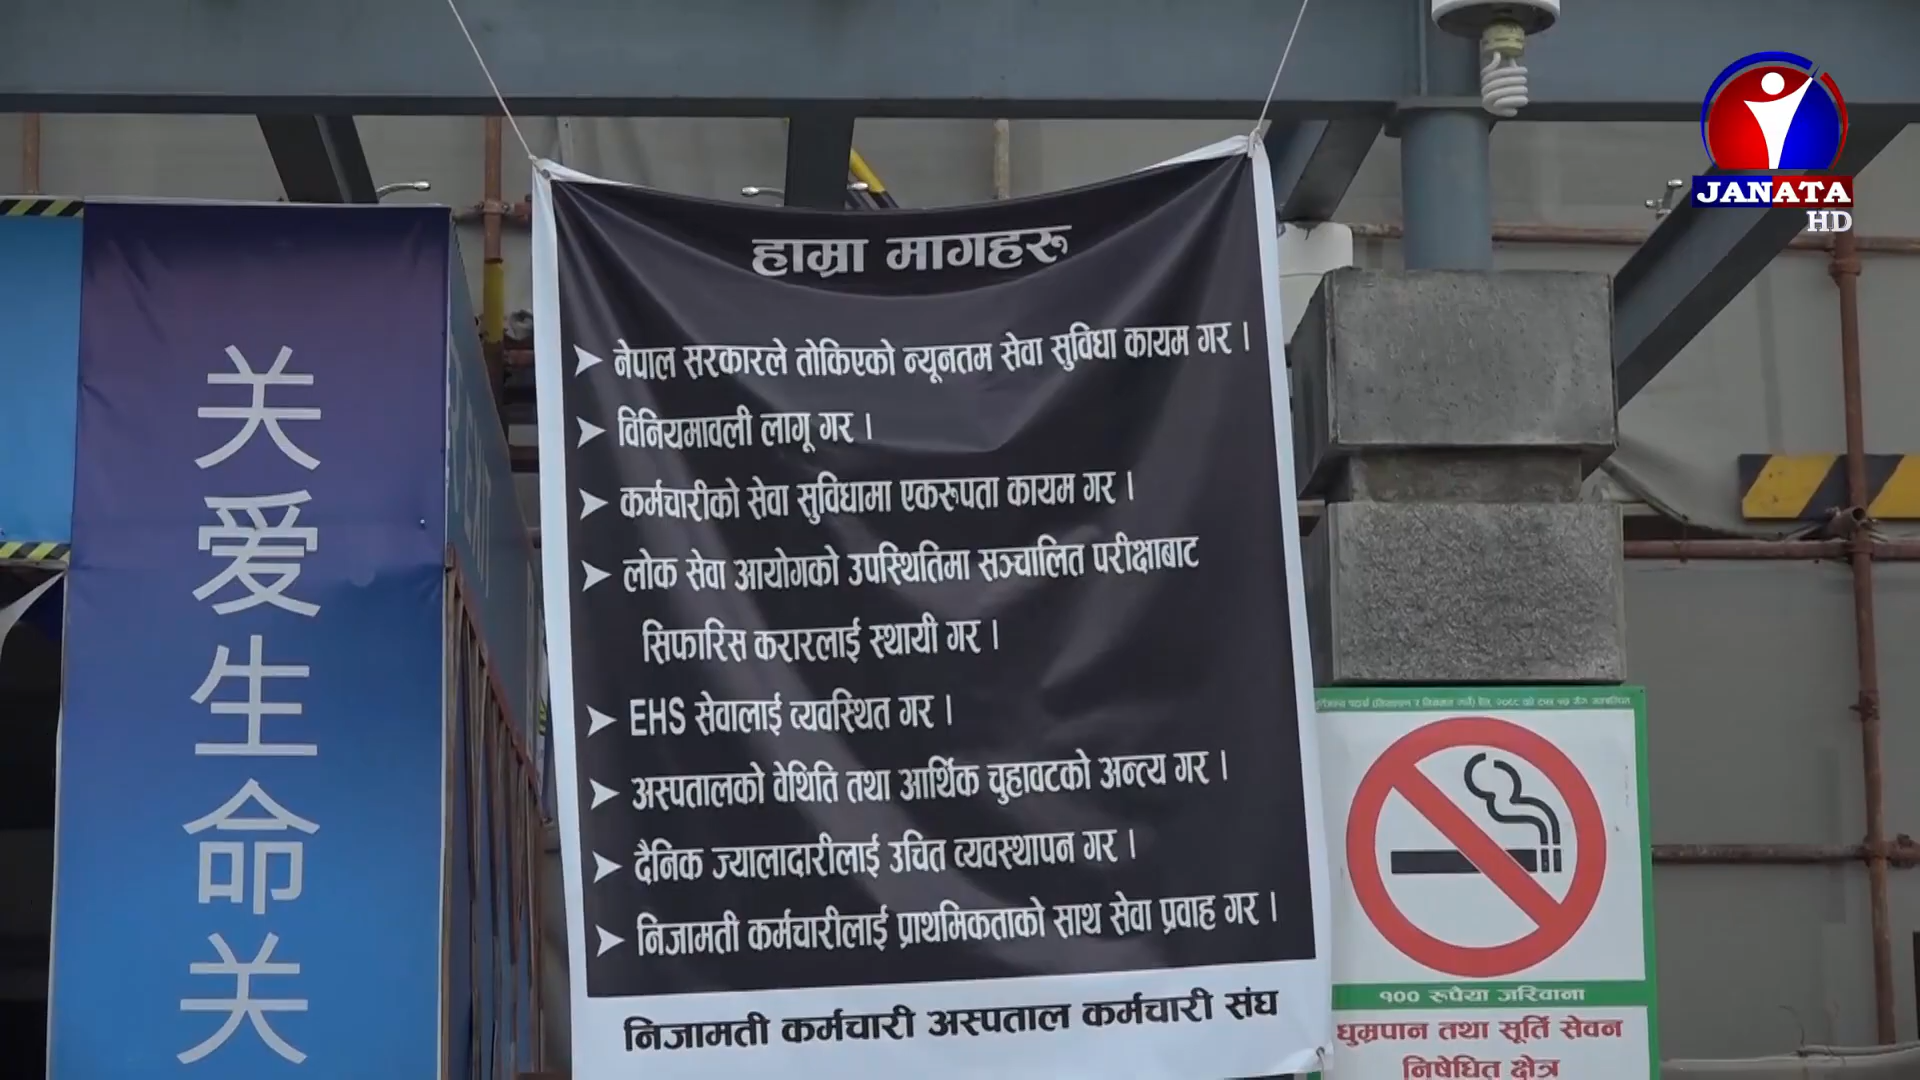 JANATA
HD
关爱生命关
हाम्रा मागहरू
नेपाल सरकारले तोकिएको न्यूनतम सेवा सुविधा कायम गर ।
विनियमावली लागू गर ।
कर्मचारीको सेवा सुविधामा एकरूपता कायम गर ।
लोक सेवा आयोगको उपस्थितिमा सञ्चालित परीक्षाबाट
सिफारिस करारलाई स्थायी गर ।
EHS सेवालाई व्यवस्थित गर ।
अस्पतालको वेथिति तथा आर्थिक चुहावटको अन्त्य गर ।
दैनिक ज्यालादारीलाई उचित व्यवस्थापन गर ।
निजामती कर्मचारीलाई प्राथमिकताको साथ सेवा प्रवाह गर ।
निजामती कर्मचारी अस्पताल कर्मचारी संघ
१०० रूपैया जरिवाना
धुम्रपान तथा सूर्ति सेवन
निषेधित क्षेत्र